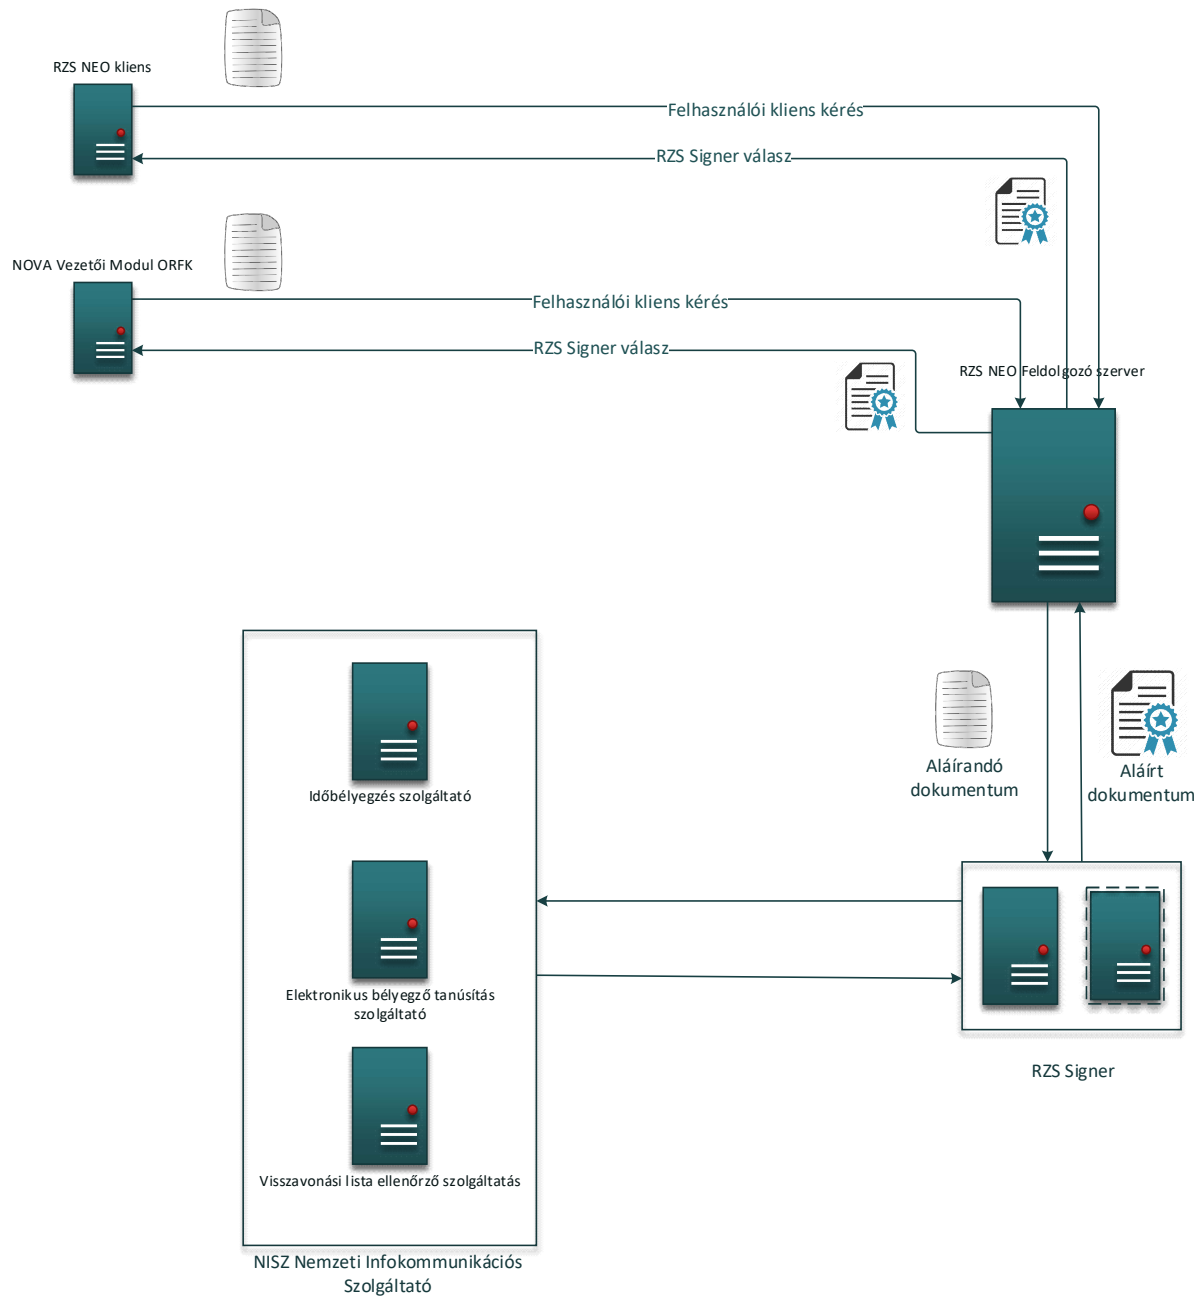 RZS NEO kliens
Felhasználói kliens kérés
RZS Signer válasz
NOVA Vezetői Modul ORFK
Felhasználói kliens kérés
RZS Signer válasz
RZS NEO Feldolgozó szerver
Aláírandó
dokumentum
Aláírt
dokumentum
Időbélyegzés szolgáltató
Elektronikus bélyegző tanúsítás
szolgáltató
RZS Signer
Visszavonási lista ellenőrző szolgáltatás
NISZ Nemzeti Infokommunikációs
Szolgáltató